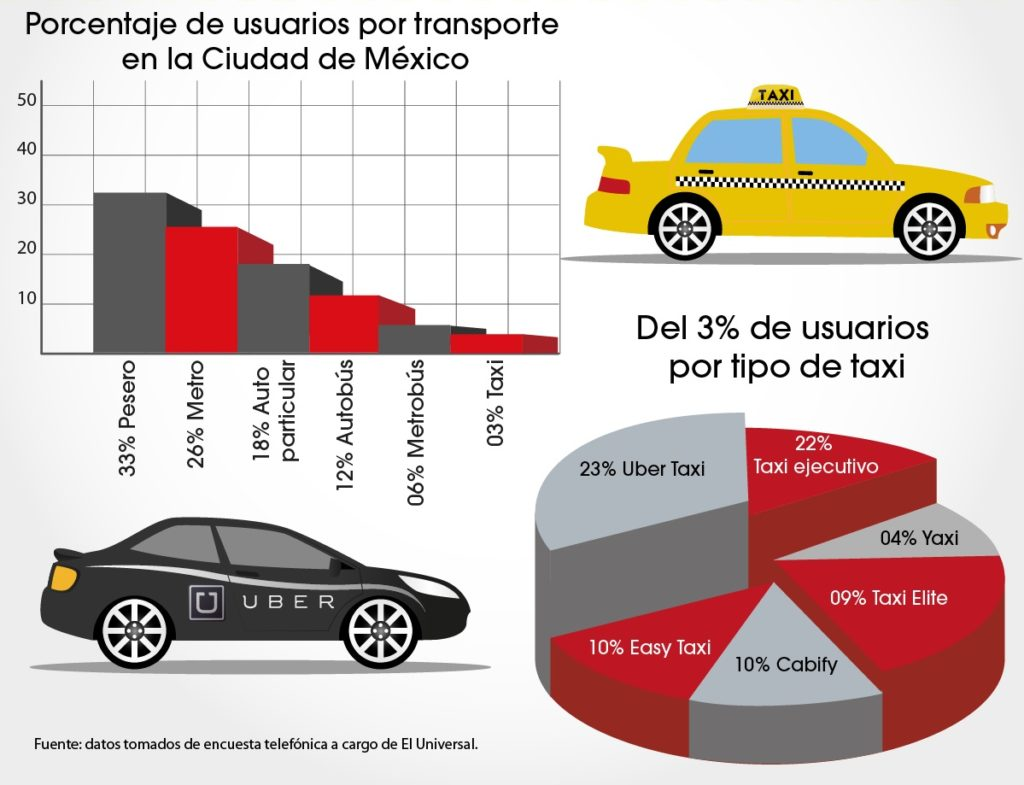 Porcentaje de usuarios por transporte
en la Ciudad de México
50
40
30
20
10
33% Pesero
26% Metro
18% Auto
particular
12% Autobús
06% Metrobús
03% Taxi
TAXI
Del 3% de usuarios
por tipo de taxi
22%
Taxi ejecutivo
23% Uber Taxi
04% Yaxi
09% Taxi Elite
10% Easy Taxi
10% Cabify
U UBER
Fuente: datos tomados de encuesta telefónica a cargo de El Universal.